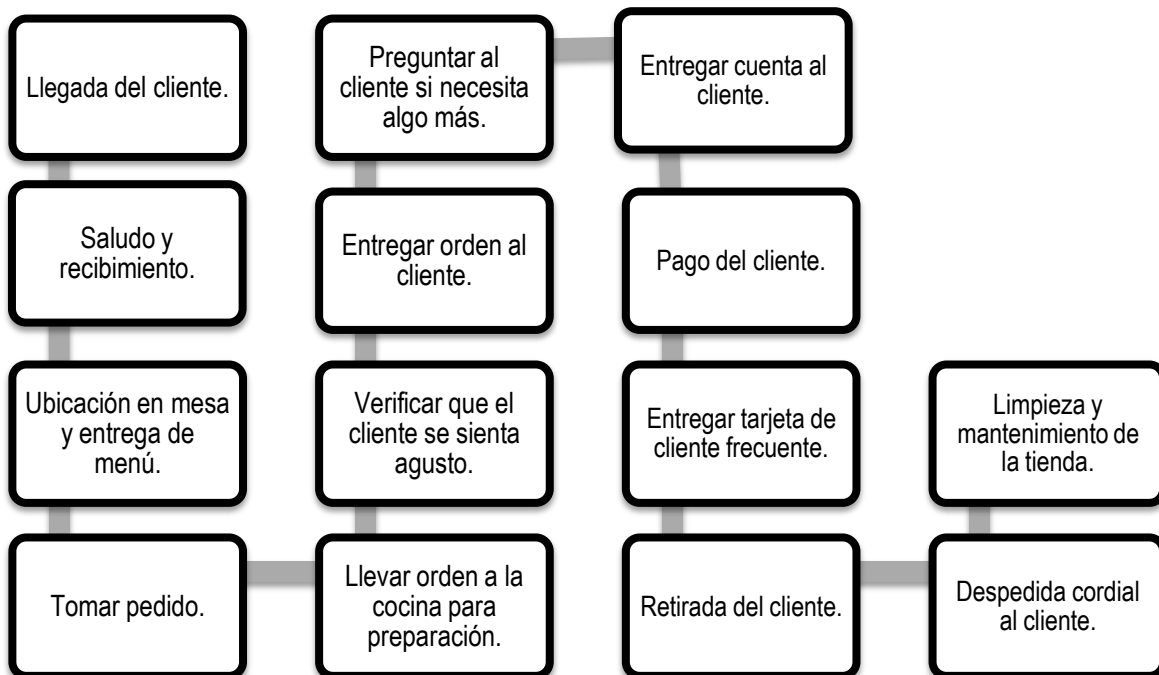 Llegada del cliente.
Saludo y
recibimiento.
Ubicación en mesa
y entrega de
menú.
Tomar pedido.
Llevar orden a la
cocina para
preparación.
Verificar que el
cliente se sienta
agusto.
Entregar orden al
cliente.
Preguntar al
cliente si necesita
algo más.
Entregar cuenta al
cliente.
Pago del cliente.
Entregar tarjeta de
cliente frecuente.
Retirada del cliente.
Despedida cordial
al cliente.
Limpieza y
mantenimiento de
la tienda.